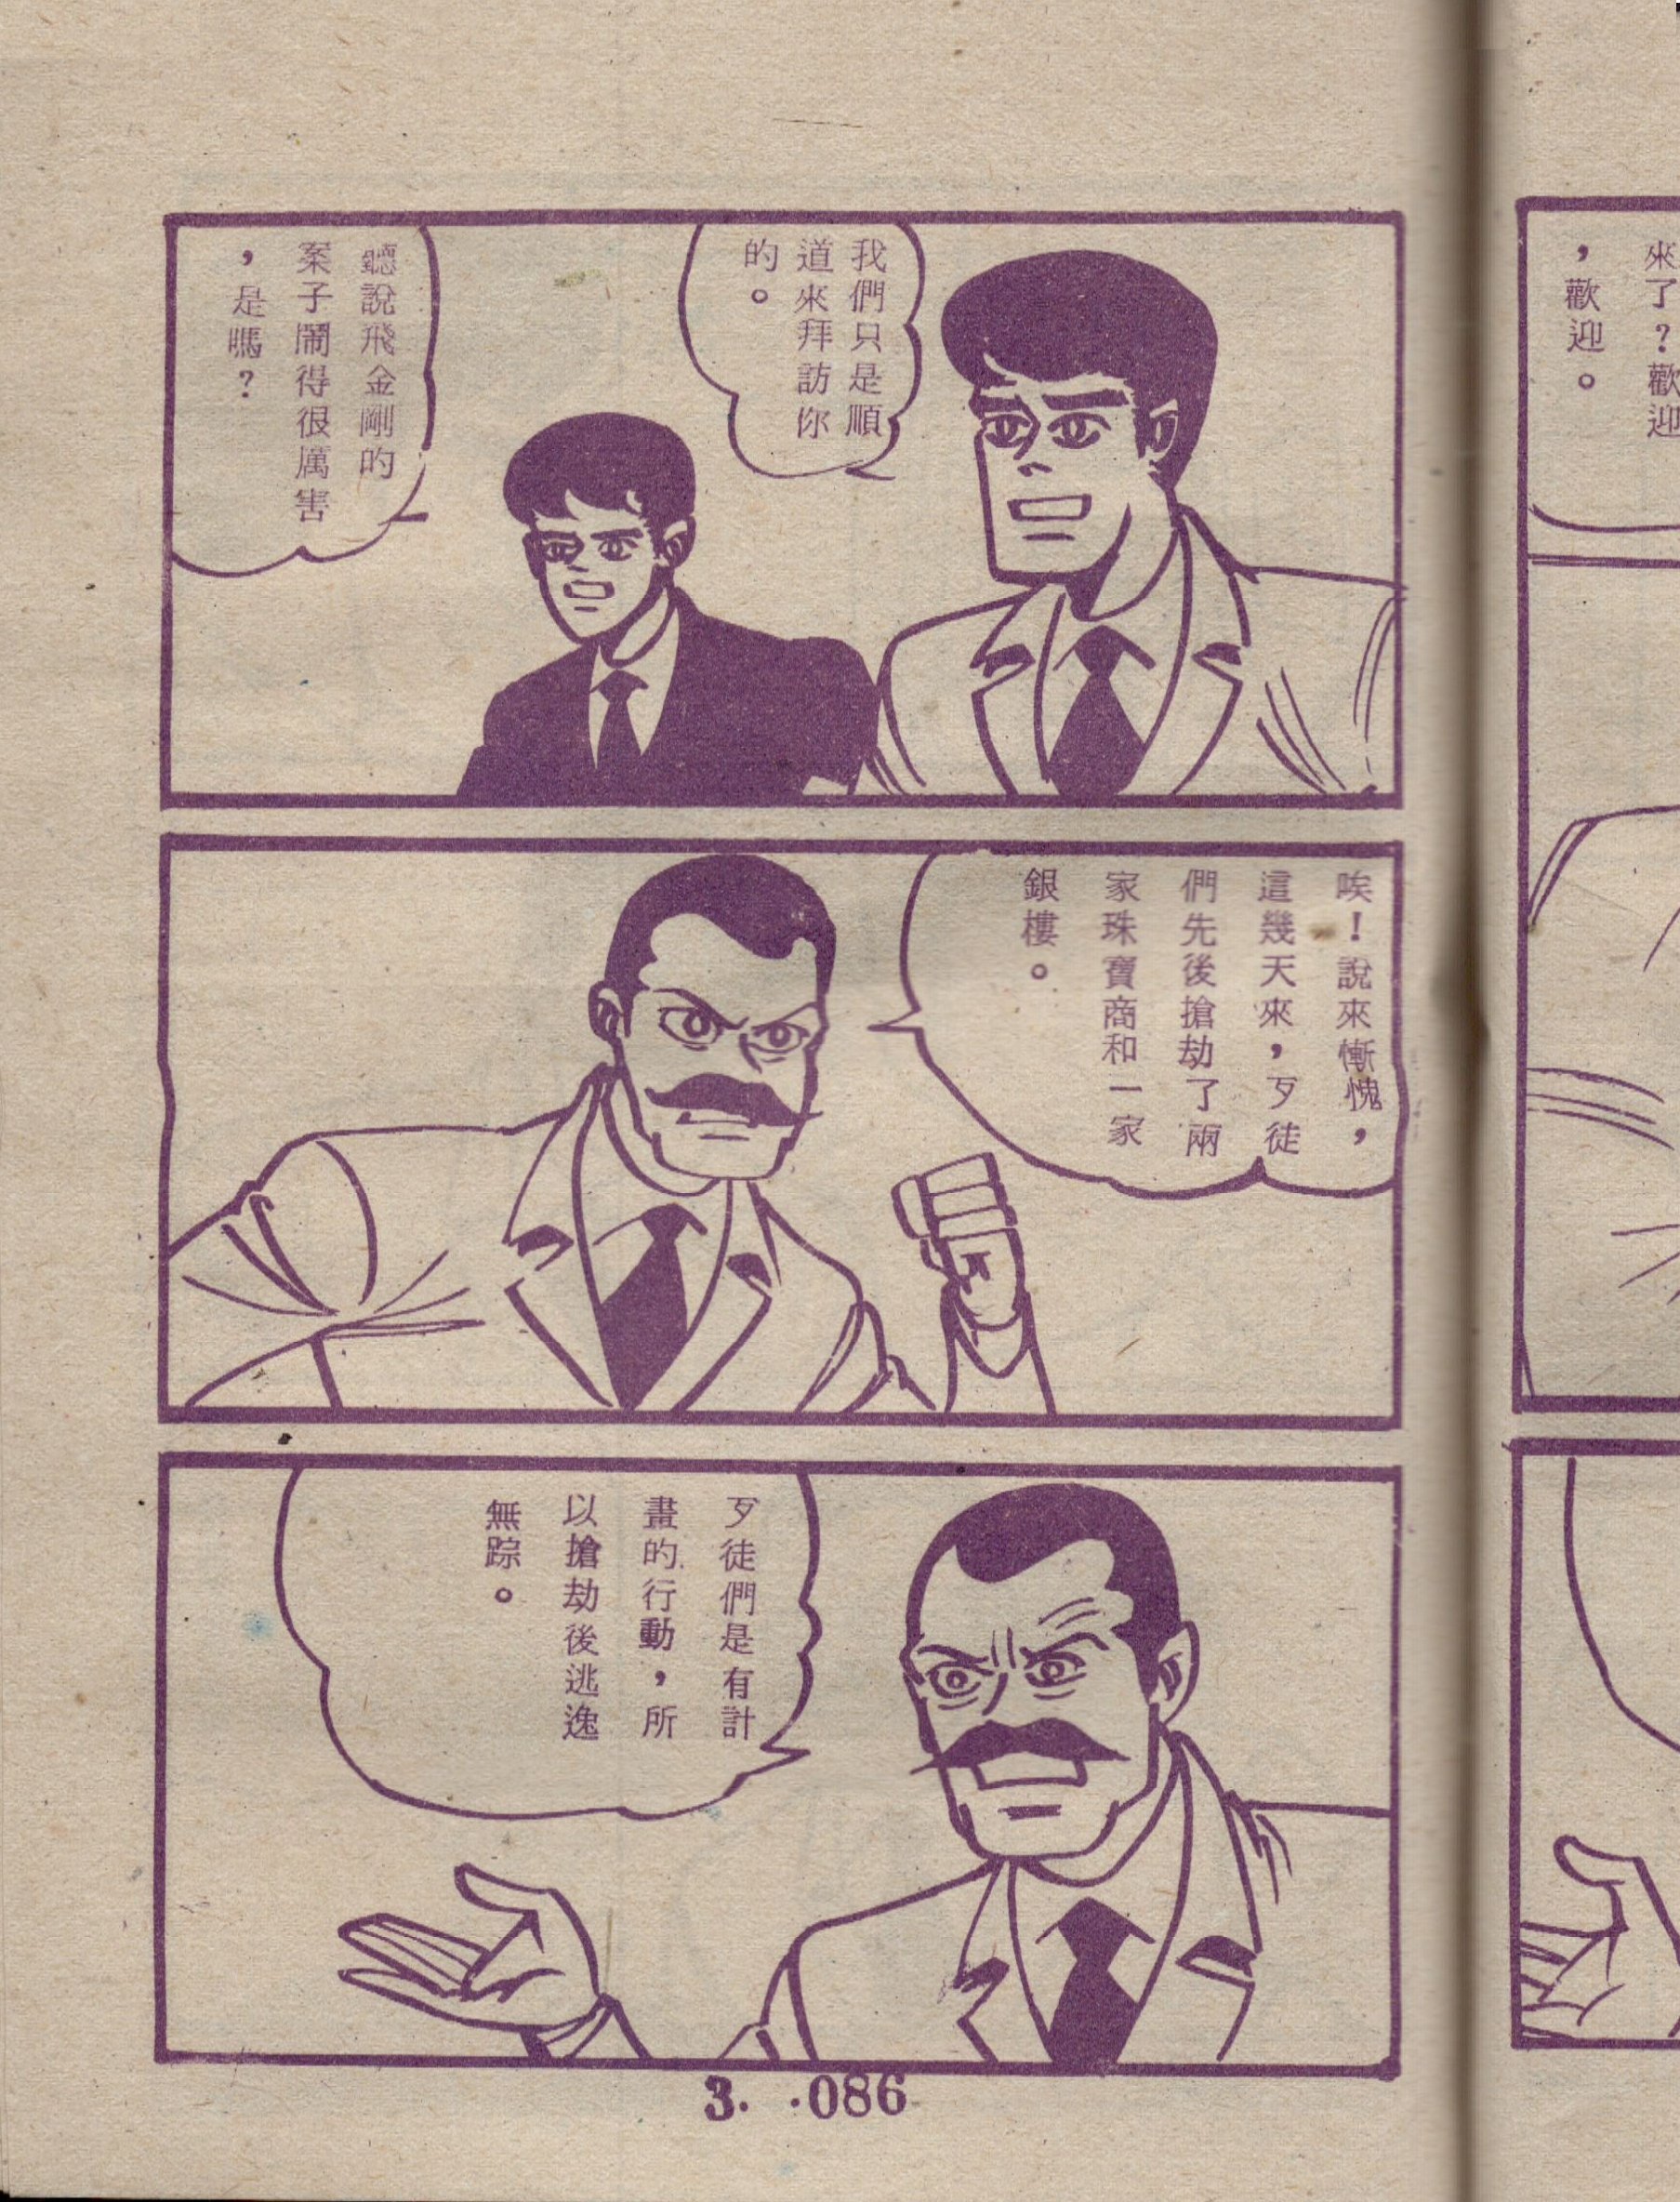 來了？歡迎
，歡迎。
我們只是順
道來拜訪你
的。
聽說飛金剛的
案子鬧得很厲害
，是嗎？
唉！說來慚愧，
這幾天來，歹徒
們先後搶劫了兩
家珠寶商和一家
銀樓。
歹徒們是有計
畫的行動，所
以搶劫後逃逸
無踪。
3. .086